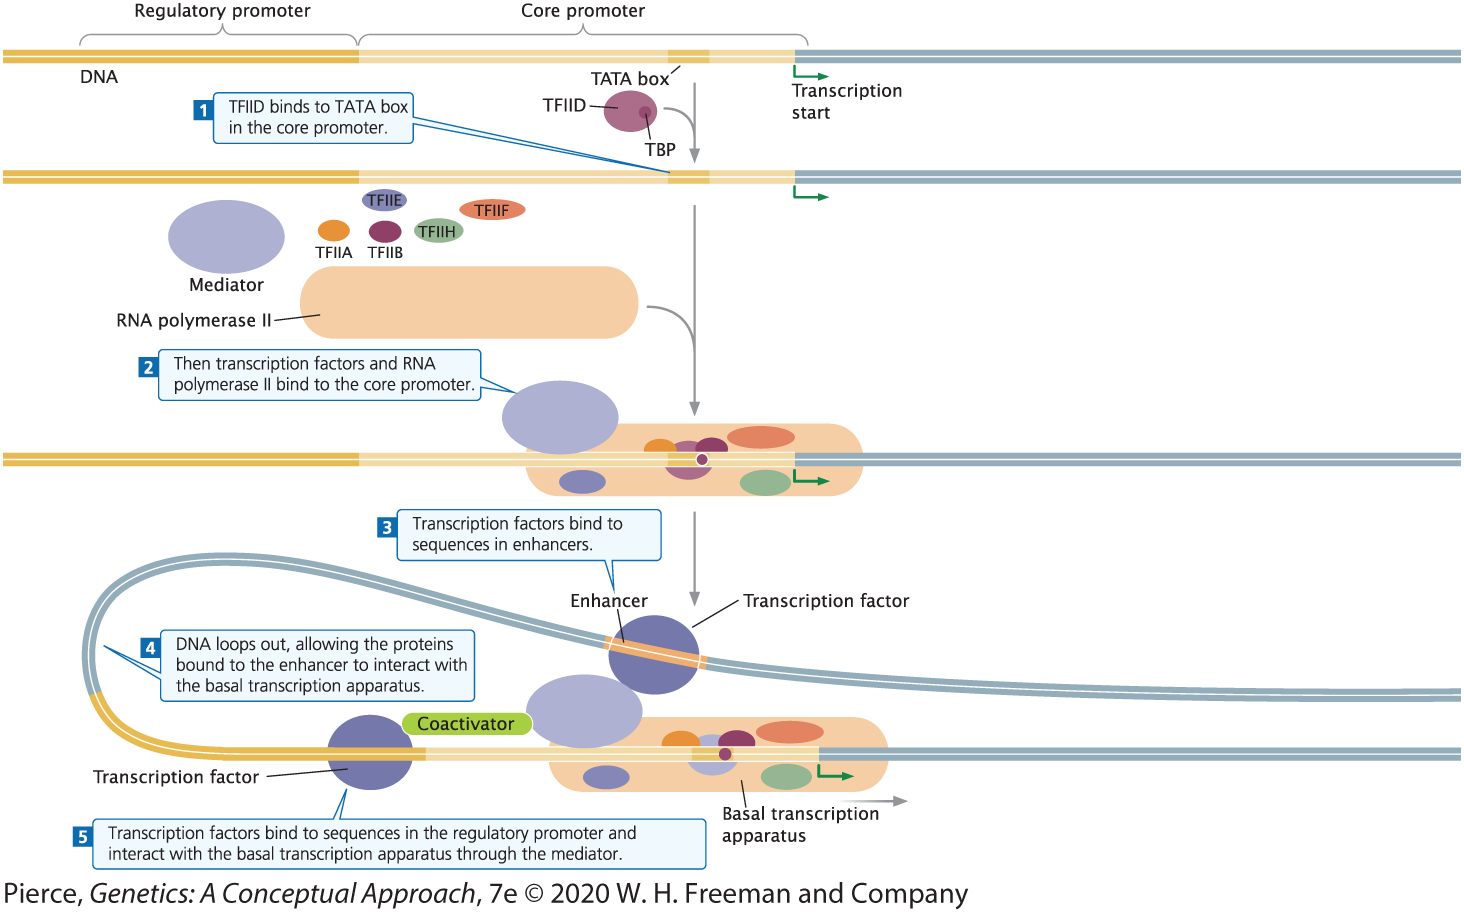 Regulatory promoter
Core promoter
DNA
TATA box
Transcription
start
1
TFIID binds to TATA box
in the core promoter.
TFIID
TBP
TFIIE
TFIIF
TFIIA
TFIIB
TFIIH
Mediator
RNA polymerase II
2
Then transcription factors and RNA
polymerase II bind to the core promoter.
3
Transcription factors bind to
sequences in enhancers.
Enhancer
Transcription factor
4
DNA loops out, allowing the proteins
bound to the enhancer to interact with
the basal transcription apparatus.
Coactivator
Transcription factor
Basal transcription
apparatus
5
Transcription factors bind to sequences in the regulatory promoter and
interact with the basal transcription apparatus through the mediator.
Pierce, Genetics: A Conceptual Approach, 7e © 2020 W. H. Freeman and Company